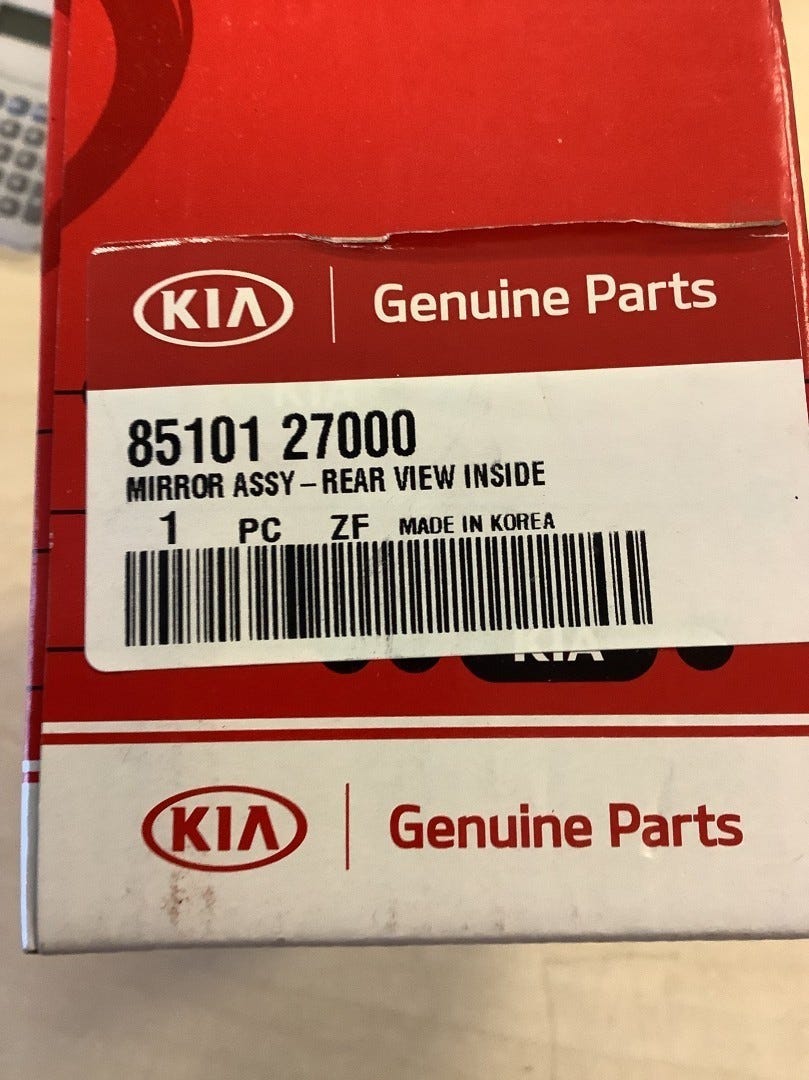 KIA Genuine Parts
85101 27000
MIRROR ASSY-REAR VIEW INSIDE
1 PC ZF MADE IN KOREA
KIA
KIA Genuine Parts